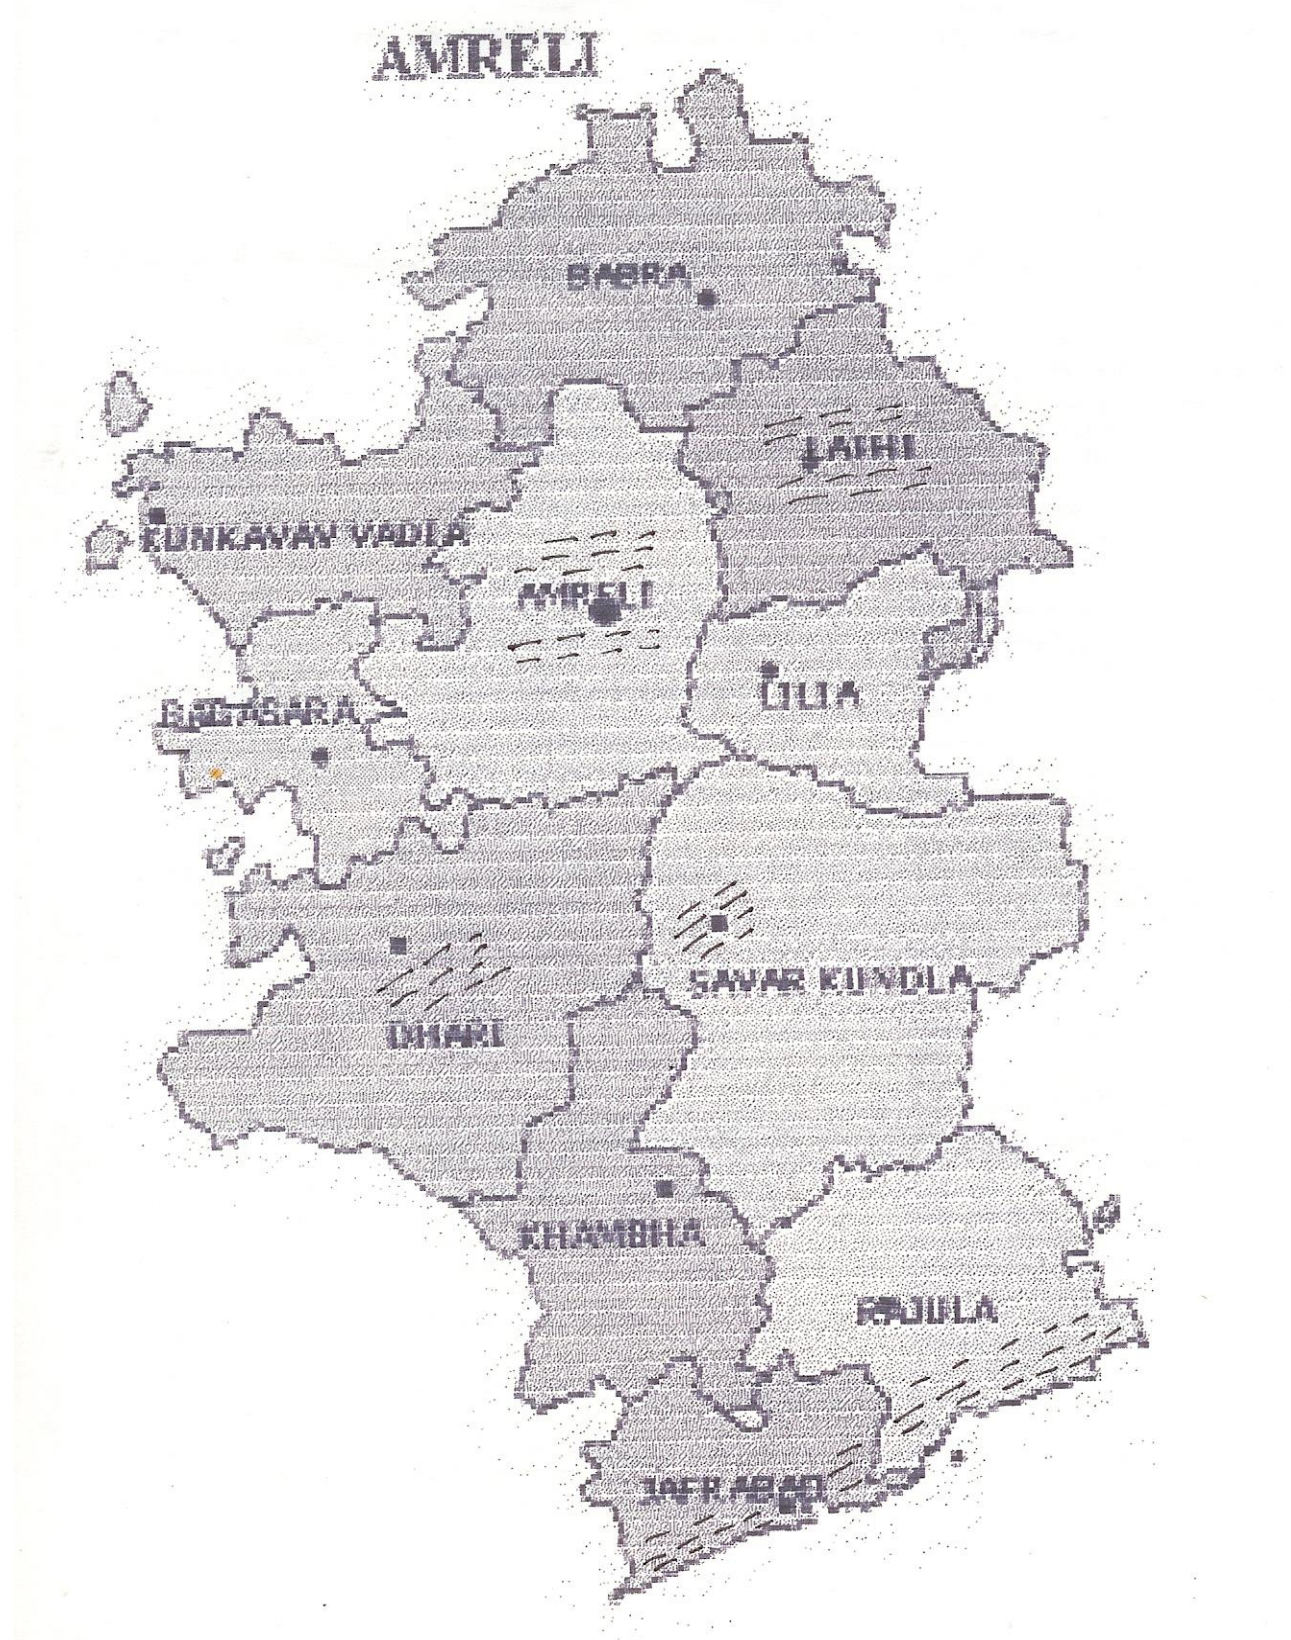 AMRELI
BABRA
LATHI
KUNKAVAV VADIA
AMRELI
LILIA
BAGASARA
SAVAR KUNDLA
DHARI
KHAMBHA
RAJULA
JAFRABAD